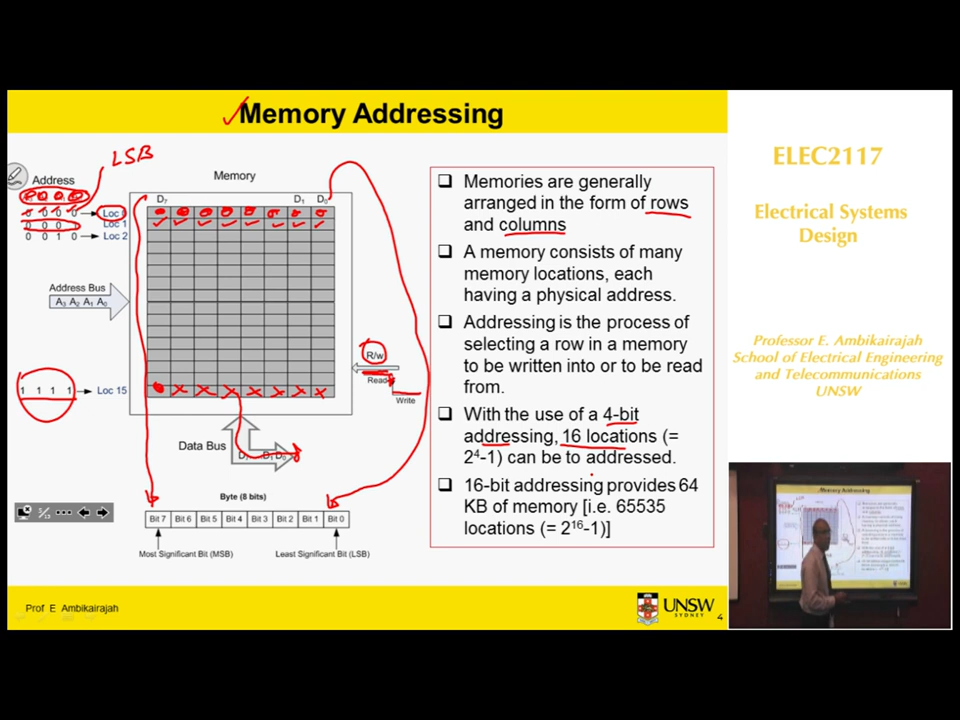 Memory Addressing
LSB
Address
Memory
D7 D1 D0
0 0 0 0 Loc 0
0 0 0 Loc 1
0 0 1 0 Loc 2
Address Bus
A3 A2 A1 A0
R/w
Read
Write
1 1 1 1 Loc 15
Data Bus
D1 D0
Byte (8 bits)
Bit 7 Bit 6 Bit 5 Bit 4 Bit 3 Bit 2 Bit 1 Bit 0
Most Significant Bit (MSB) Least Significant Bit (LSB)
Memories are generally
arranged in the form of rows
and columns
A memory consists of many
memory locations, each
having a physical address.
Addressing is the process of
selecting a row in a memory
to be written into or to be read
from.
With the use of a 4-bit
addressing, 16 locations (=
2⁴-1) can be to addressed.
16-bit addressing provides 64
KB of memory [i.e. 65535
locations (= 2¹⁶-1)]
Prof E Ambikairajah
UNSW
SYDNEY
4
ELEC2117
Electrical Systems
Design
Professor E. Ambikairajah
School of Electrical Engineering
and Telecommunications
UNSW
Memory Addressing